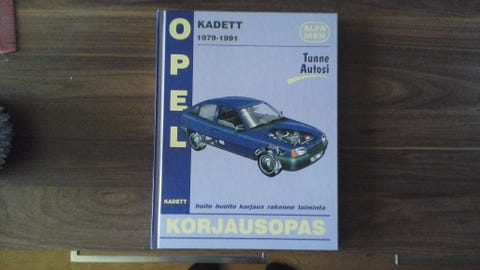 OPEL
KADETT
1979-1991
ALFA
MER
Tunne
Autosi
KADETT
hoito huolto korjaus rakenne toiminta
KORJAUSOPAS